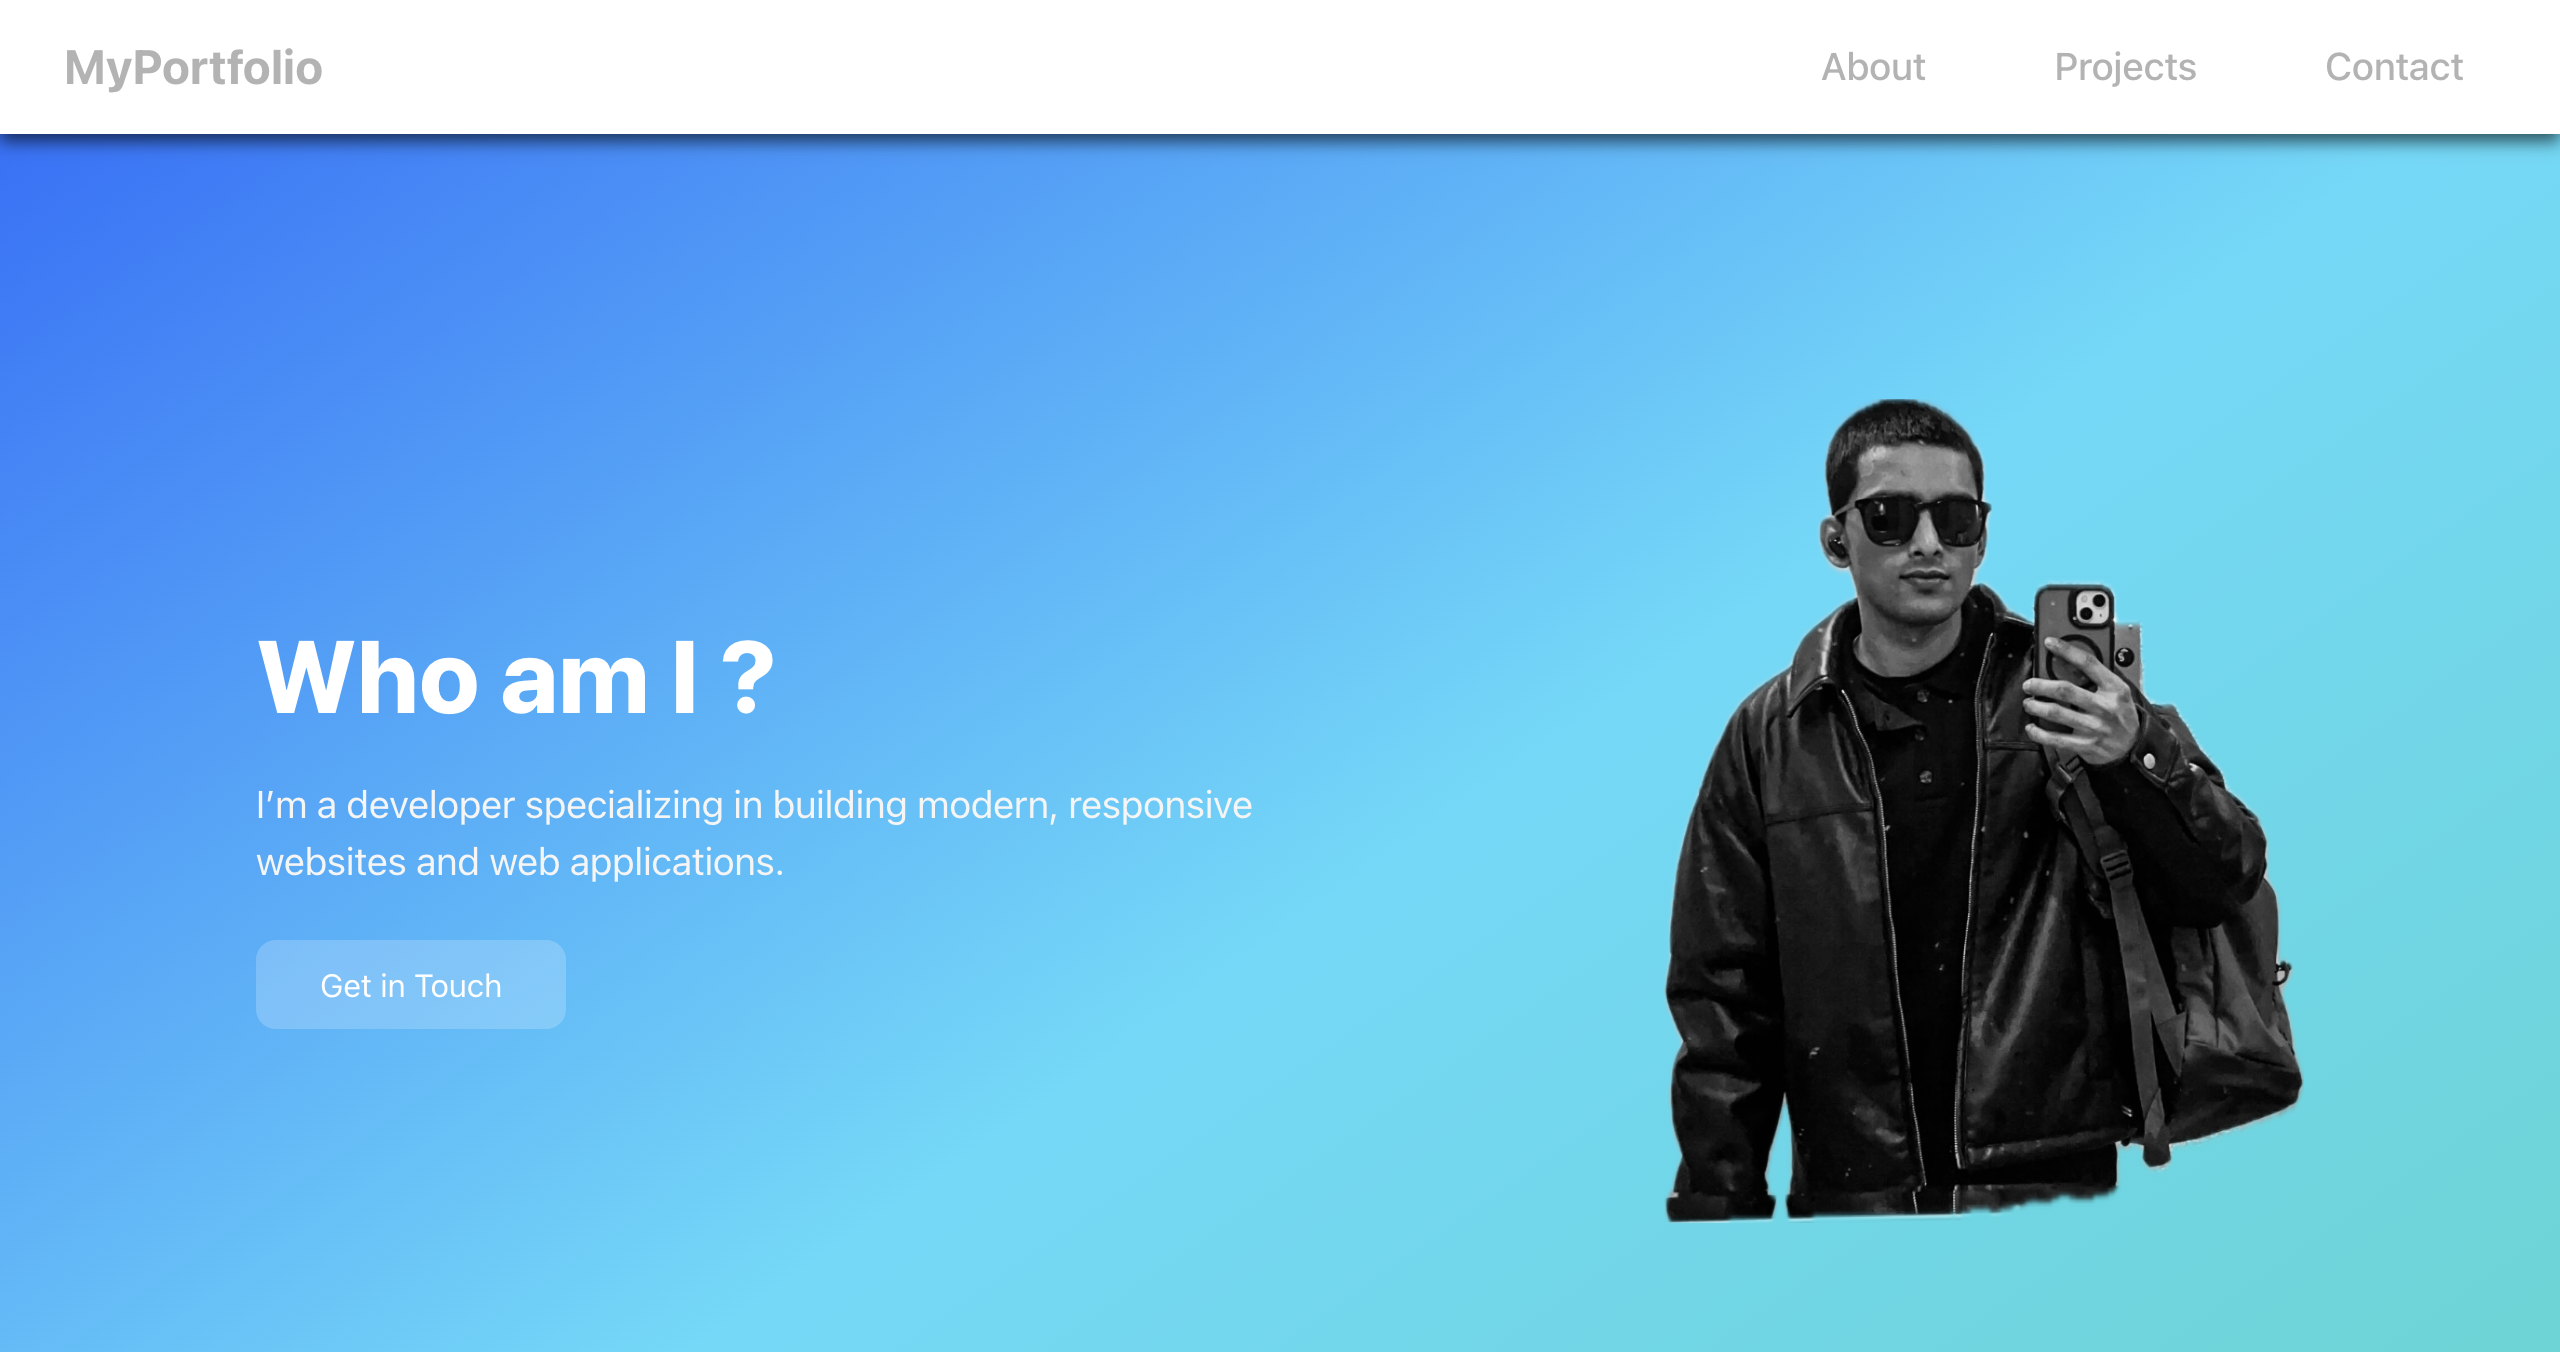 MyPortfolio
About
Projects
Contact
Who am I ?
I’m a developer specializing in building modern, responsive
websites and web applications.
Get in Touch